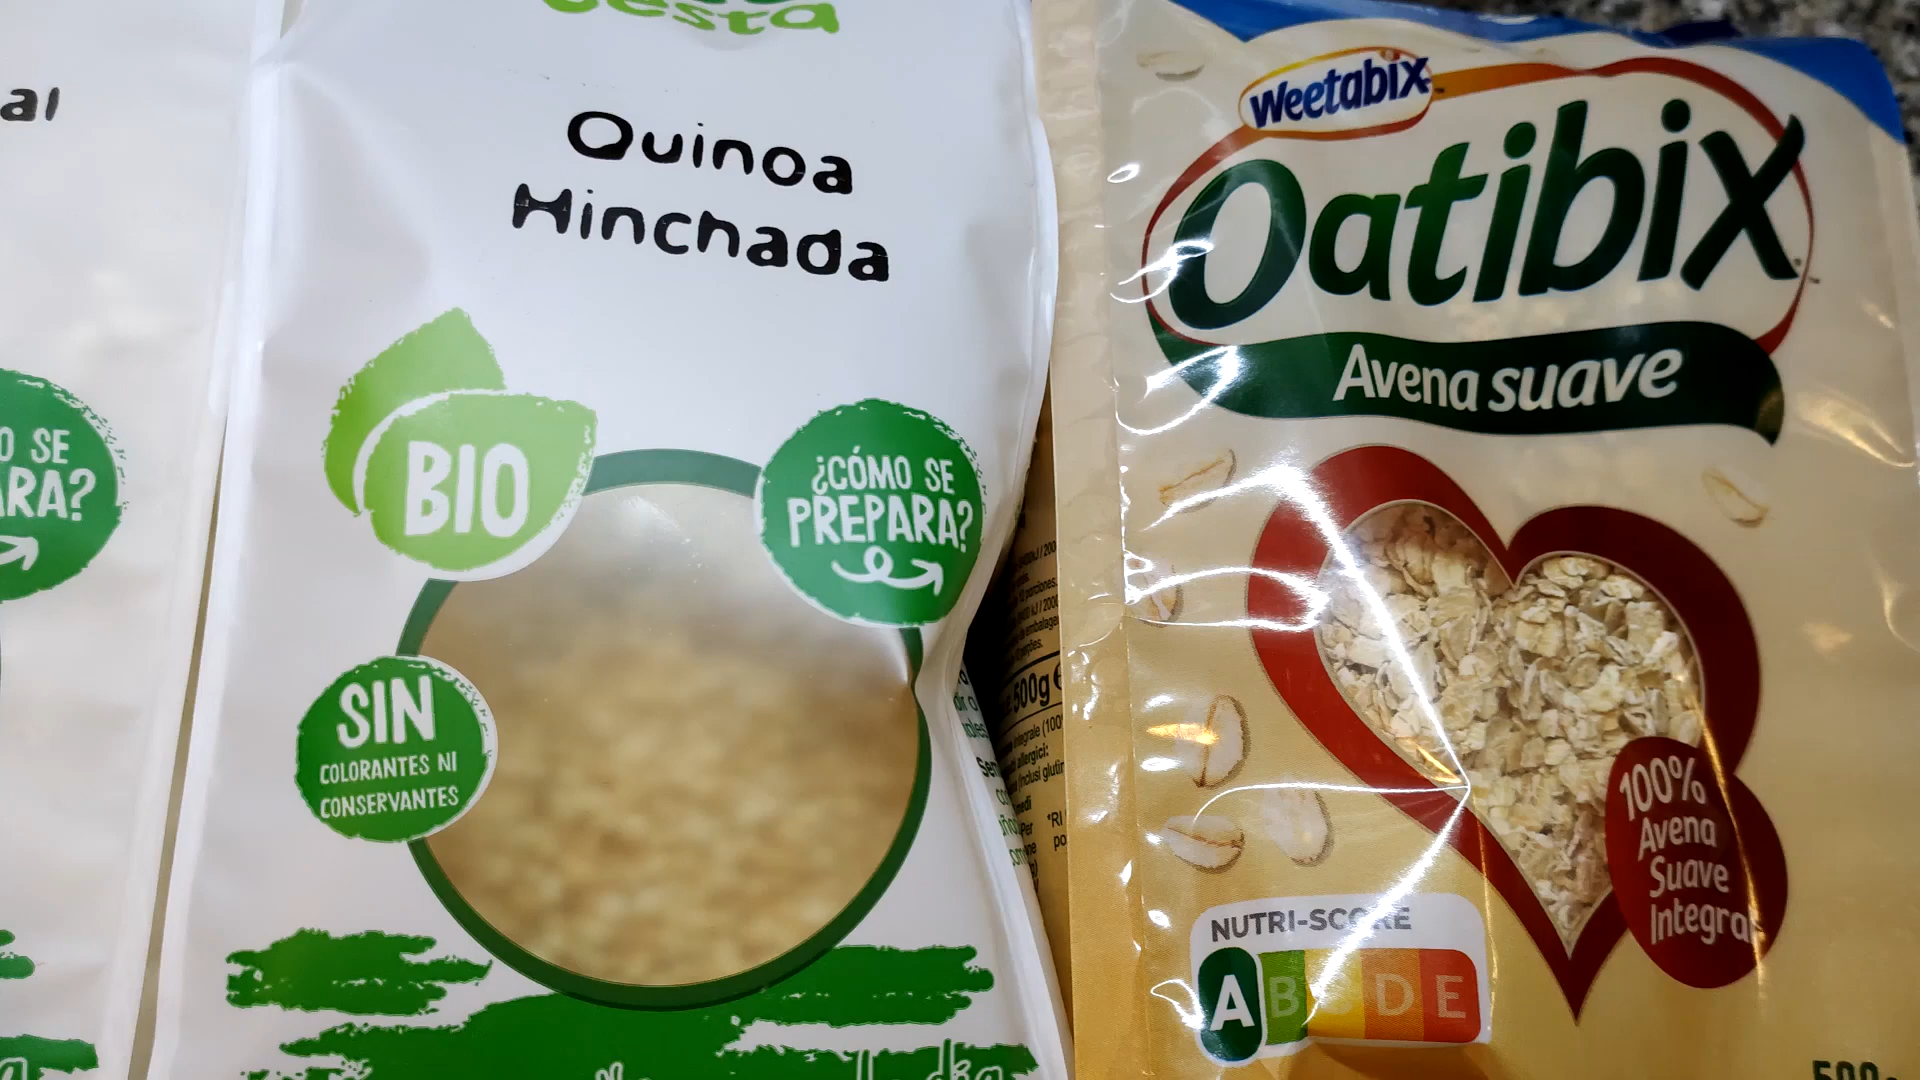 Quinoa
Hinchada
BIO
¿CÓMO SE
PREPARA?
SIN
COLORANTES NI
CONSERVANTES
O SE
ARA?
500g
Weetabix
Oatibix
Avena suave
100%
Avena
Suave
Integral
NUTRI-SCORE
A B C D E